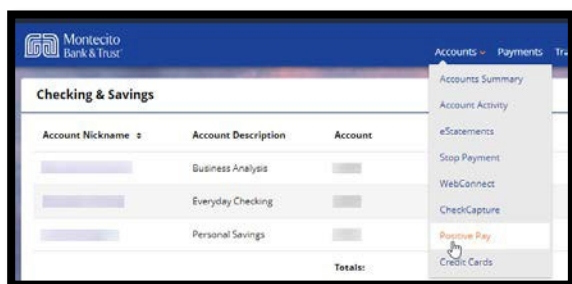 Montecito
Bank & Trust
Accounts Payments
Checking & Savings
Account Nickname Account Description Account
Business Analysis
Everyday Checking
Personal Savings
Totals:
Accounts Summary
Account Activity
eStatements
Stop Payment
WebConnect
CheckCapture
Positive Pay
Credit Cards